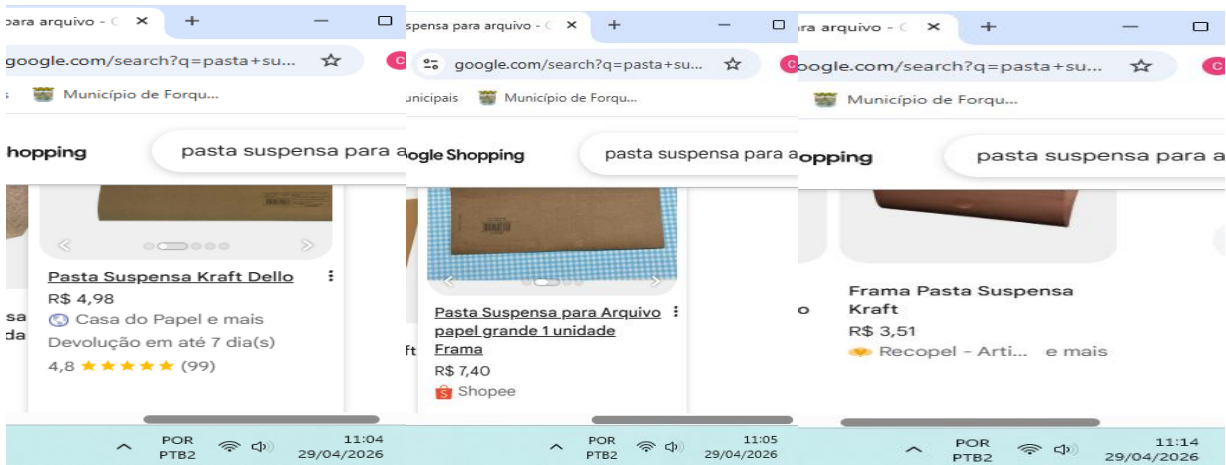 para arquivo - G
google.com/search?q=pasta+su...
Município de Forqu...
hopping
pasta suspensa para a
Pasta Suspensa Kraft Dello
R$ 4,98
Casa do Papel e mais
Devolução em até 7 dia(s)
4,8 ★★★★★ (99)
sa
da
POR
PTB2
11:04
29/04/2026
spensa para arquivo - G
google.com/search?q=pasta+su...
C
unicipais
Município de Forqu...
ogle Shopping
pasta suspensa para a
Pasta Suspensa para Arquivo
papel grande 1 unidade
Frama
R$ 7,40
Shopee
ft
POR
PTB2
11:05
29/04/2026
ra arquivo - G
oogle.com/search?q=pasta+su...
C
Município de Forqu...
opping
pasta suspensa para a
Frama Pasta Suspensa
Kraft
R$ 3,51
Recopel - Arti... e mais
o
POR
PTB2
11:14
29/04/2026